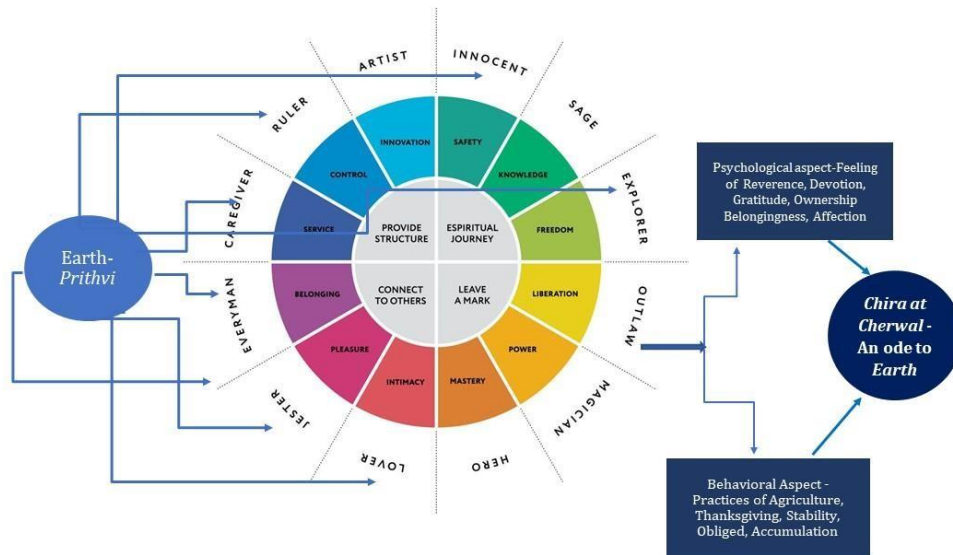 ARTIST
INNOCENT
RULER
SAGE
CAREGIVER
EXPLORER
EVERYMAN
OUTLAW
JESTER
MAGICIAN
LOVER
HERO
INNOVATION
SAFETY
CONTROL
KNOWLEDGE
SERVICE
FREEDOM
BELONGING
LIBERATION
PLEASURE
POWER
INTIMACY
MASTERY
PROVIDE
STRUCTURE
ESPIRITUAL
JOURNEY
CONNECT
TO OTHERS
LEAVE
A MARK
Earth-
Prithvi
Psychological aspect-Feeling
of Reverence, Devotion,
Gratitude, Ownership
Belongingness, Affection
Chira at
Cherwal -
An ode to
Earth
Behavioral Aspect -
Practices of Agriculture,
Thanksgiving, Stability,
Obliged, Accumulation